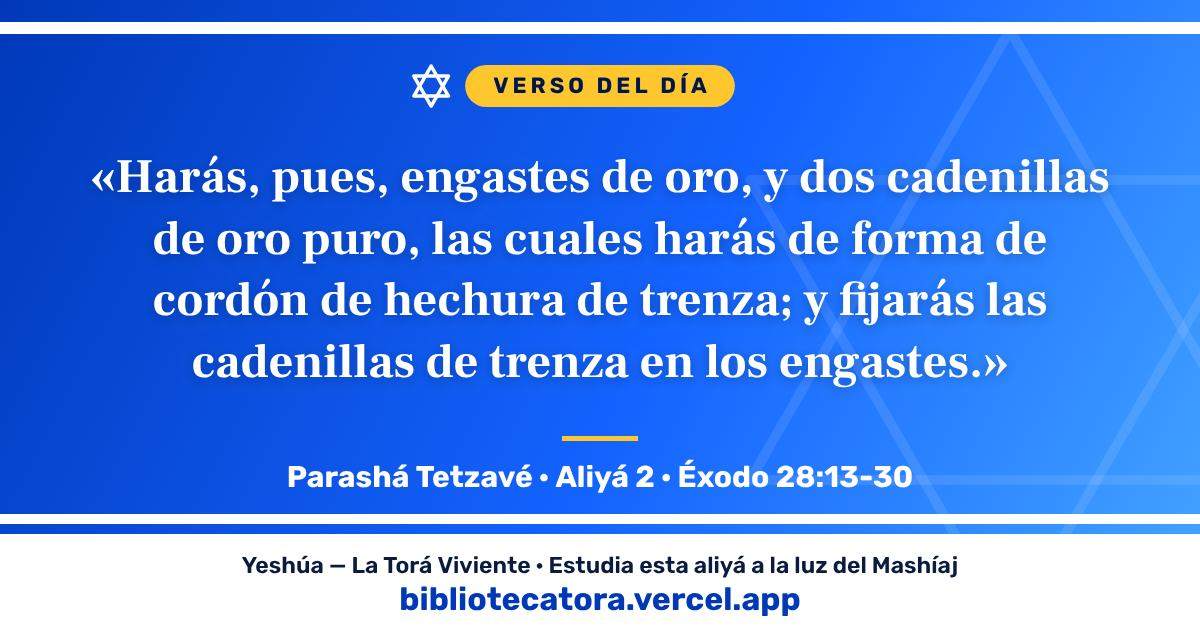 VERSO DEL DÍA
«Harás, pues, engastes de oro, y dos cadenillas
de oro puro, las cuales harás de forma de
cordón de hechura de trenza; y fijarás las
cadenillas de trenza en los engastes.»
Parashá Tetzavé • Aliyá 2 • Éxodo 28:13-30
Yeshúa — La Torá Viviente • Estudia esta aliyá a la luz del Mashíaj
bibliotecatora.vercel.app